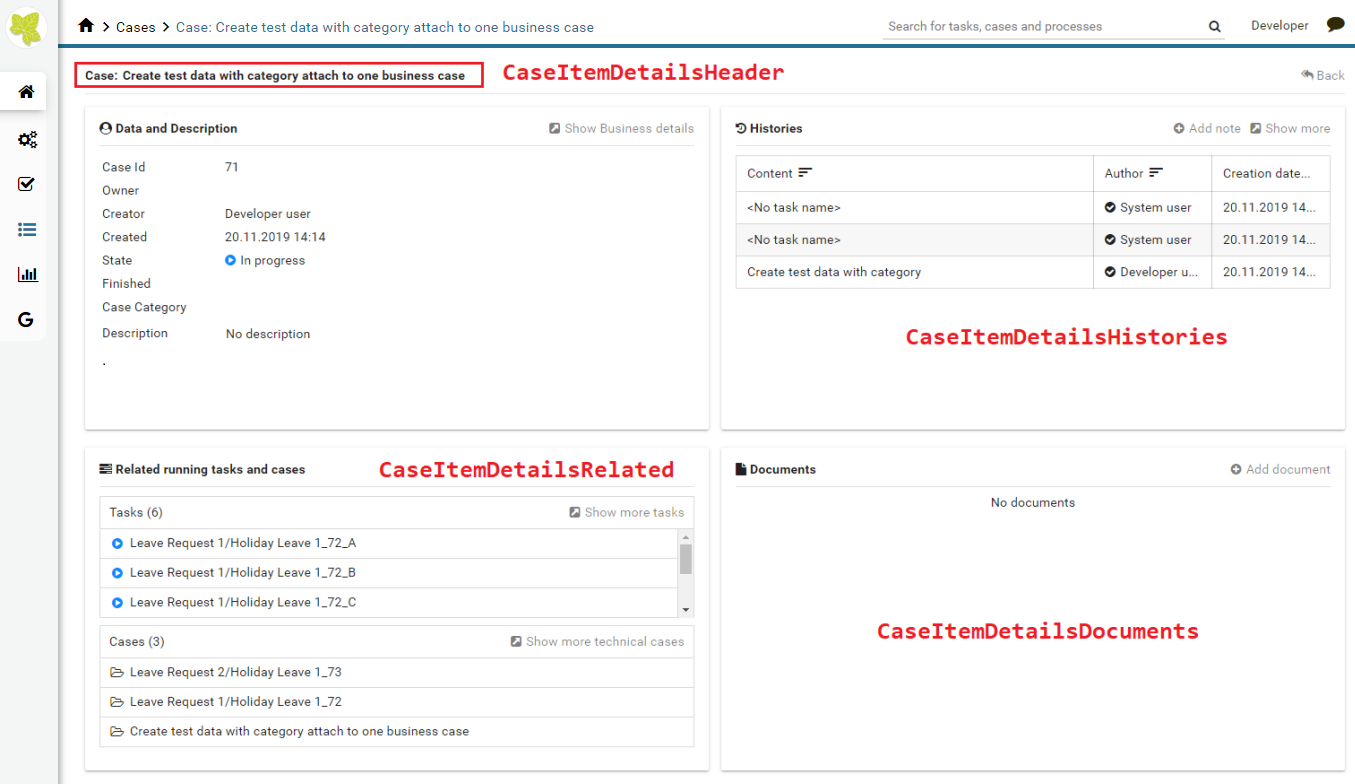 Cases
Case: Create test data with category attach to one business case
Search for tasks, cases and processes
Developer
Case: Create test data with category attach to one business case
CaseItemDetailsHeader
Back
Data and Description
Show Business details
Case Id 71
Owner
Creator Developer user
Created 20.11.2019 14:14
State In progress
Finished
Case Category
Description No description
.
Histories
Add note Show more
Content Author Creation date...
<No task name> System user 20.11.2019 14...
<No task name> System user 20.11.2019 14...
Create test data with category Developer u... 20.11.2019 14...
CaseItemDetailsHistories
Related running tasks and cases
CaseItemDetailsRelated
Tasks (6) Show more tasks
Leave Request 1/Holiday Leave 1_72_A
Leave Request 1/Holiday Leave 1_72_B
Leave Request 1/Holiday Leave 1_72_C
Cases (3) Show more technical cases
Leave Request 2/Holiday Leave 1_73
Leave Request 1/Holiday Leave 1_72
Create test data with category attach to one business case
Documents
Add document
No documents
CaseItemDetailsDocuments
G